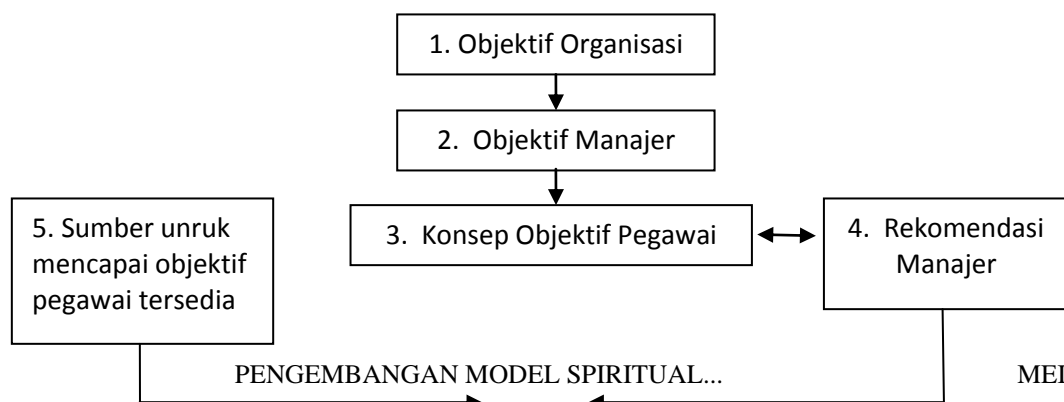 1. Objektif Organisasi
2. Objektif Manajer
3. Konsep Objektif Pegawai
4. Rekomendasi
Manajer
5. Sumber unruk
mencapai objektif
pegawai tersedia
PENGEMBANGAN MODEL SPIRITUAL...